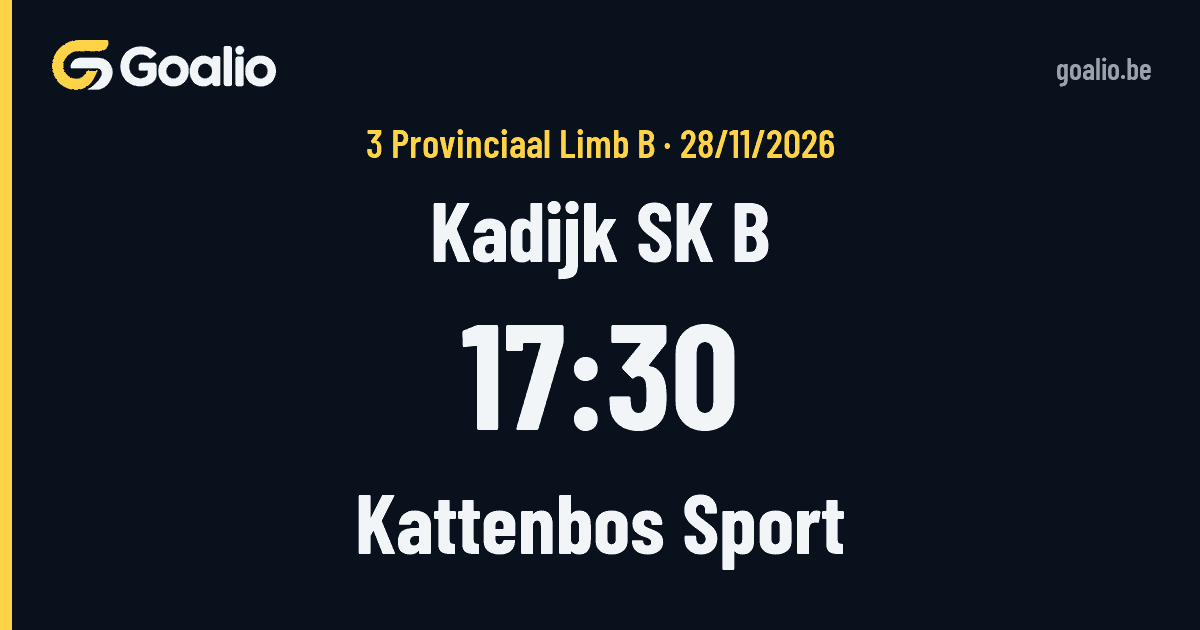 Goalio
goalio.be
3 Provinciaal Limb B · 28/11/2026
Kadijk SK B
17:30
Kattenbos Sport